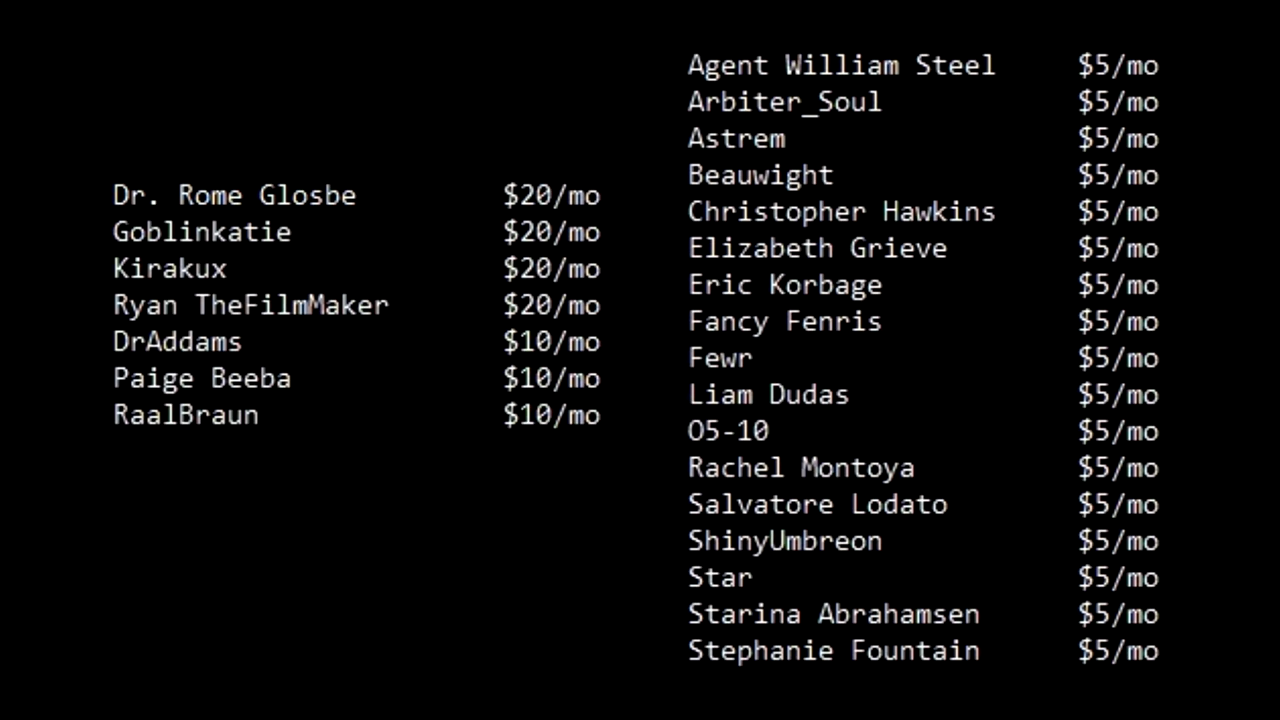 Dr. Rome Glosbe $20/mo
Goblinkatie $20/mo
Kirakux $20/mo
Ryan TheFilmMaker $20/mo
DrAddams $10/mo
Paige Beeba $10/mo
RaalBraun $10/mo
Agent William Steel $5/mo
Arbiter_Soul $5/mo
Astrem $5/mo
Beauwight $5/mo
Christopher Hawkins $5/mo
Elizabeth Grieve $5/mo
Eric Korbage $5/mo
Fancy Fenris $5/mo
Fewr $5/mo
Liam Dudas $5/mo
O5-10 $5/mo
Rachel Montoya $5/mo
Salvatore Lodato $5/mo
ShinyUmbreon $5/mo
Star $5/mo
Starina Abrahamsen $5/mo
Stephanie Fountain $5/mo